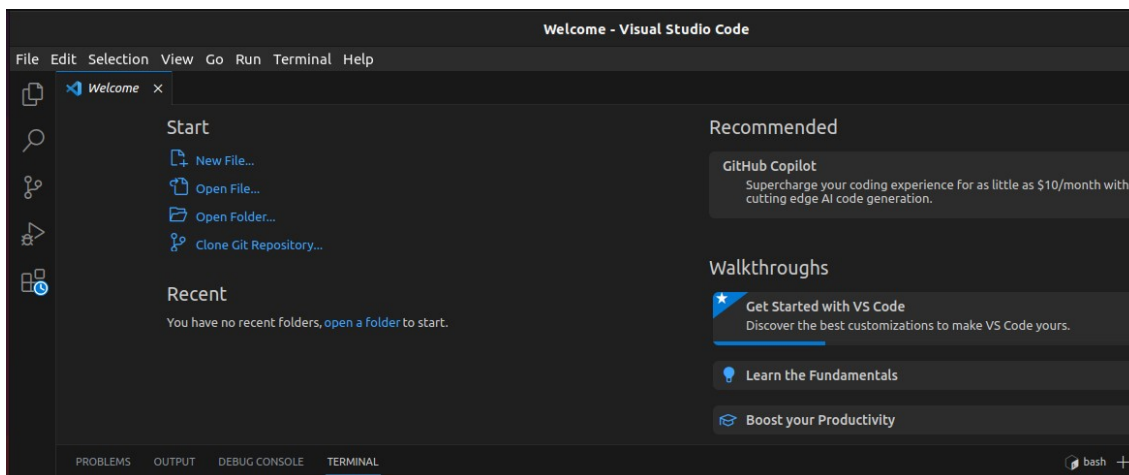 Welcome - Visual Studio Code
File Edit Selection View Go Run Terminal Help
Welcome
Start
New File...
Open File...
Open Folder...
Clone Git Repository...
Recent
You have no recent folders, open a folder to start.
Recommended
GitHub Copilot
Supercharge your coding experience for as little as $10/month with
cutting edge AI code generation.
Walkthroughs
Get Started with VS Code
Discover the best customizations to make VS Code yours.
Learn the Fundamentals
Boost your Productivity
PROBLEMS OUTPUT DEBUG CONSOLE TERMINAL bash